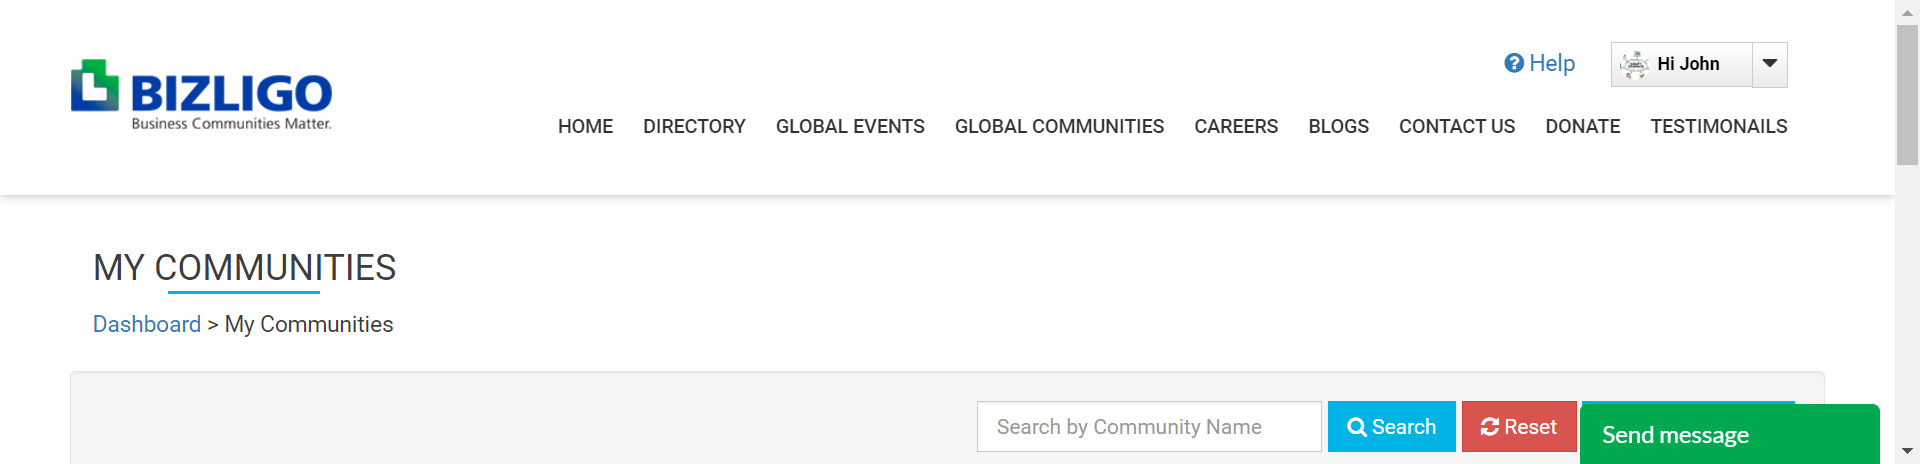 Help
Hi John
BIZLIGO
Business Communities Matter.
HOME DIRECTORY GLOBAL EVENTS GLOBAL COMMUNITIES CAREERS BLOGS CONTACT US DONATE TESTIMONAILS
MY COMMUNITIES
Dashboard > My Communities
Search by Community Name Search Reset
Send message